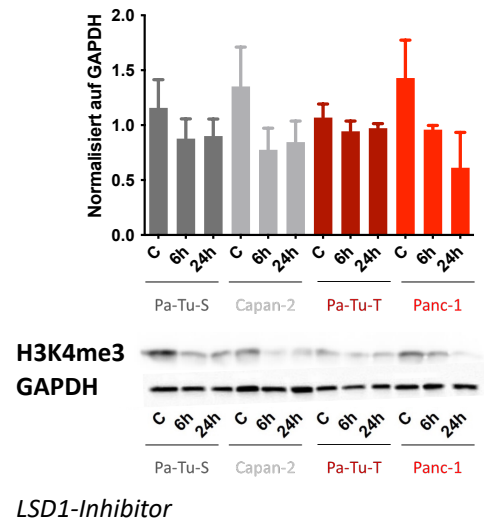 Normalisiert auf GAPDH
2.0
1.5
1.0
0.5
0.0
C 6h 24h C 6h 24h C 6h 24h C 6h 24h
Pa-Tu-S Capan-2 Pa-Tu-T Panc-1
H3K4me3
GAPDH
C 6h 24h C 6h 24h C 6h 24h C 6h 24h
Pa-Tu-S Capan-2 Pa-Tu-T Panc-1
LSD1-Inhibitor